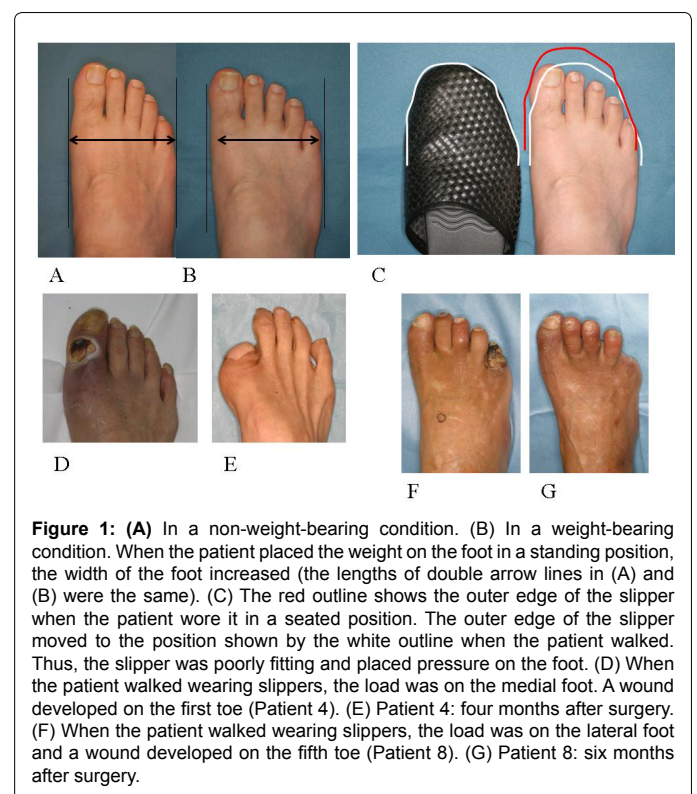 A
B
C
D
E
F
G
Figure 1: (A) In a non-weight-bearing condition. (B) In a weight-bearing
condition. When the patient placed the weight on the foot in a standing position,
the width of the foot increased (the lengths of double arrow lines in (A) and
(B) were the same). (C) The red outline shows the outer edge of the slipper
when the patient wore it in a seated position. The outer edge of the slipper
moved to the position shown by the white outline when the patient walked.
Thus, the slipper was poorly fitting and placed pressure on the foot. (D) When
the patient walked wearing slippers, the load was on the medial foot. A wound
developed on the first toe (Patient 4). (E) Patient 4: four months after surgery.
(F) When the patient walked wearing slippers, the load was on the lateral foot
and a wound developed on the fifth toe (Patient 8). (G) Patient 8: six months
after surgery.